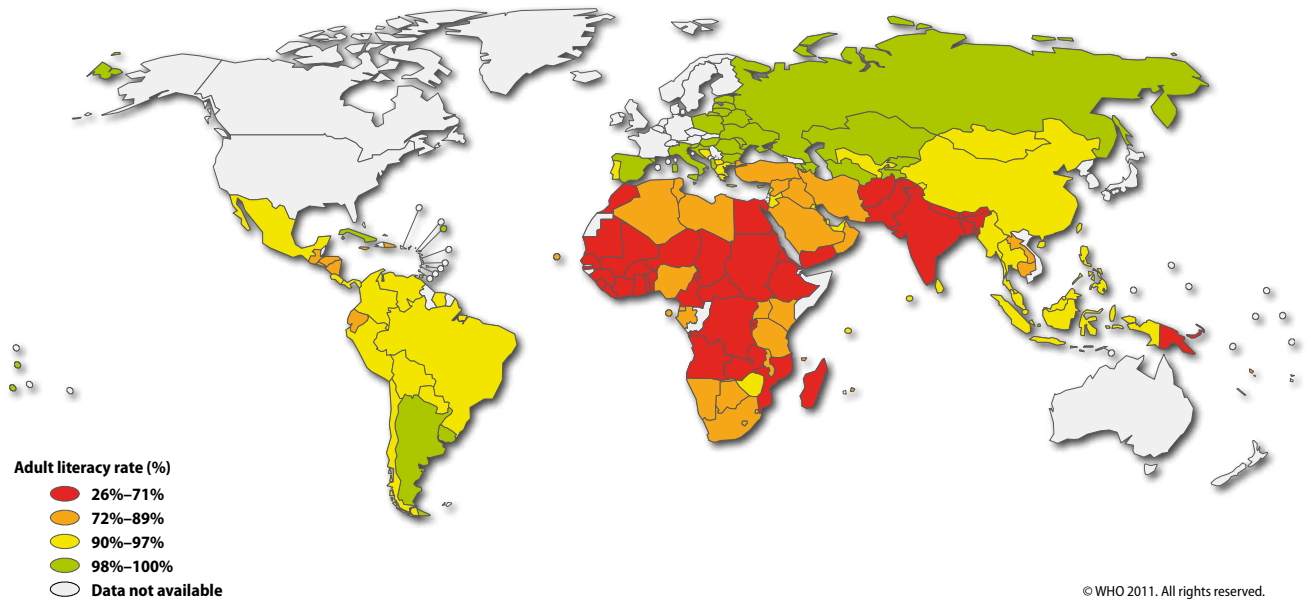 Adult literacy rate (%)
26%–71%
72%–89%
90%–97%
98%–100%
Data not available
© WHO 2011. All rights reserved.